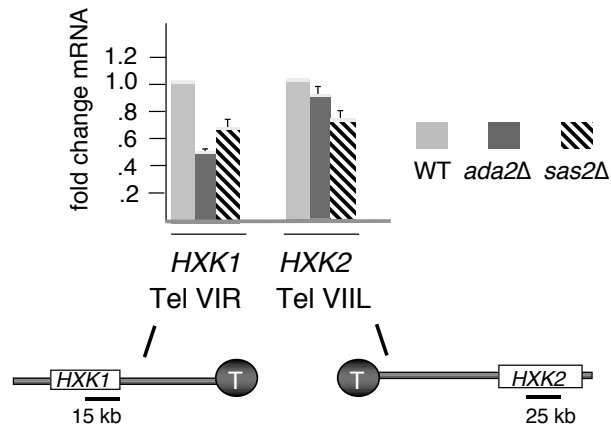 fold change mRNA
1.2
1.0
.8
.6
.4
.2
WT ada2Δ sas2Δ
HXK1 HXK2
Tel VIR Tel VIIL
HXK1 T T HXK2
15 kb 25 kb